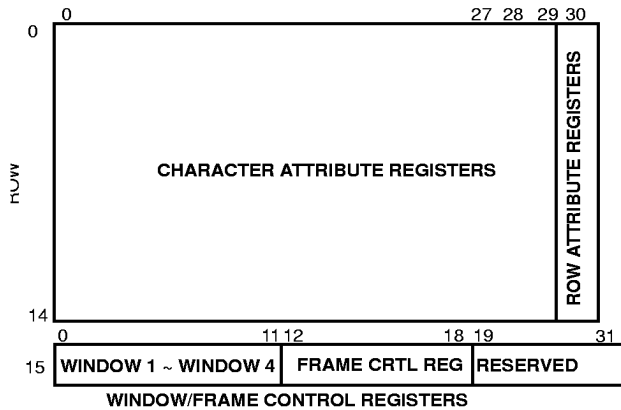 0 27 28 29 30
0
CHARACTER ATTRIBUTE REGISTERS
ROW ATTRIBUTE REGISTERS
ROW
14
0 11 12 18 19 31
15 WINDOW 1 ~ WINDOW 4 FRAME CRTL REG RESERVED
WINDOW/FRAME CONTROL REGISTERS